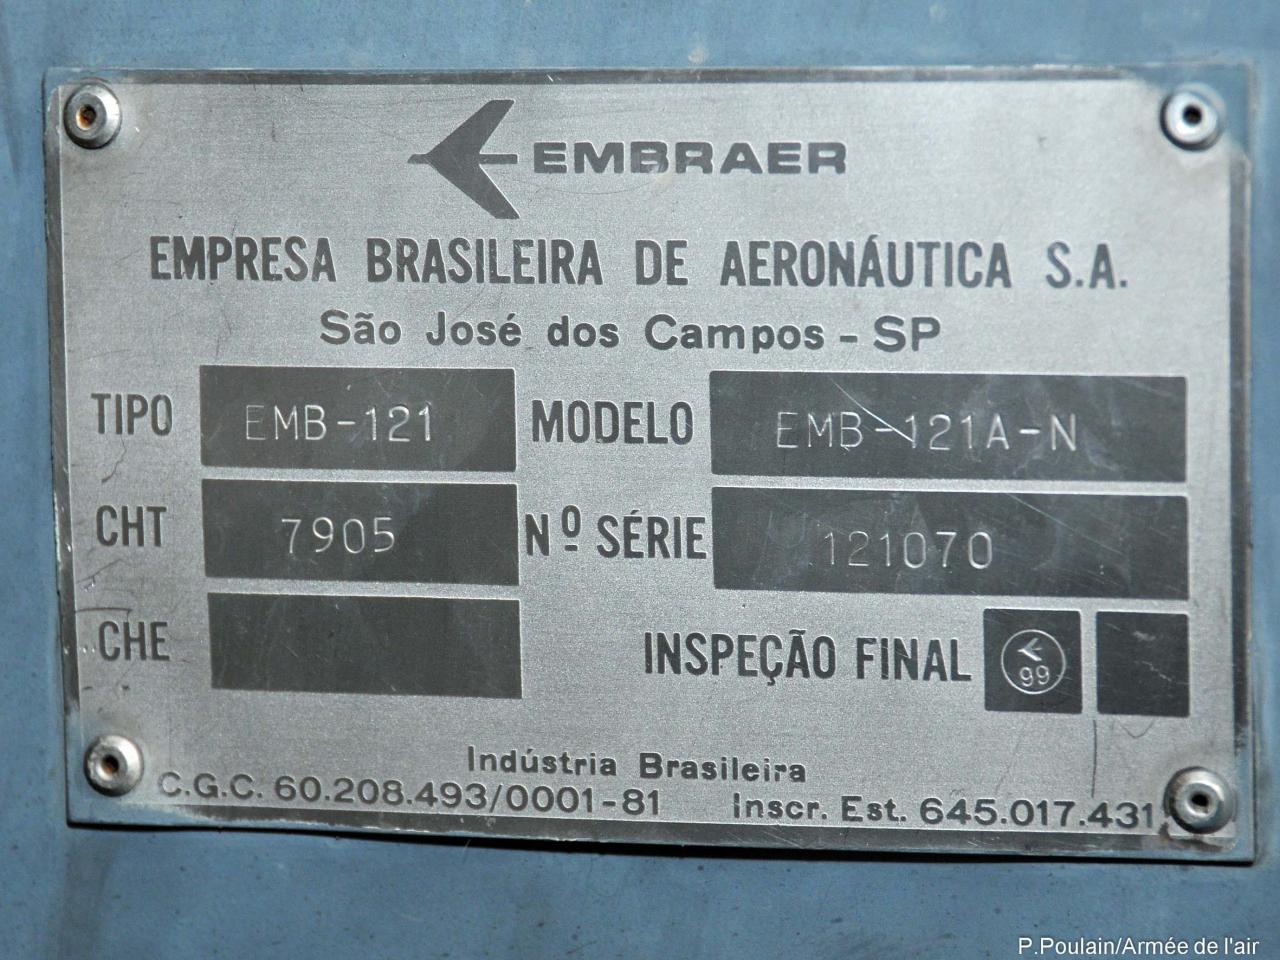 EMBRAER
EMPRESA BRASILEIRA DE AERONÁUTICA S.A.
São José dos Campos - SP
TIPO EMB-121 MODELO EMB-121A-N
CHT 7905 Nº SÉRIE 121070
CHE INSPEÇÃO FINAL 99
Indústria Brasileira
C.G.C. 60.208.493/0001-81 Inscr. Est. 645.017.431
P.Poulain/Armée de l'air